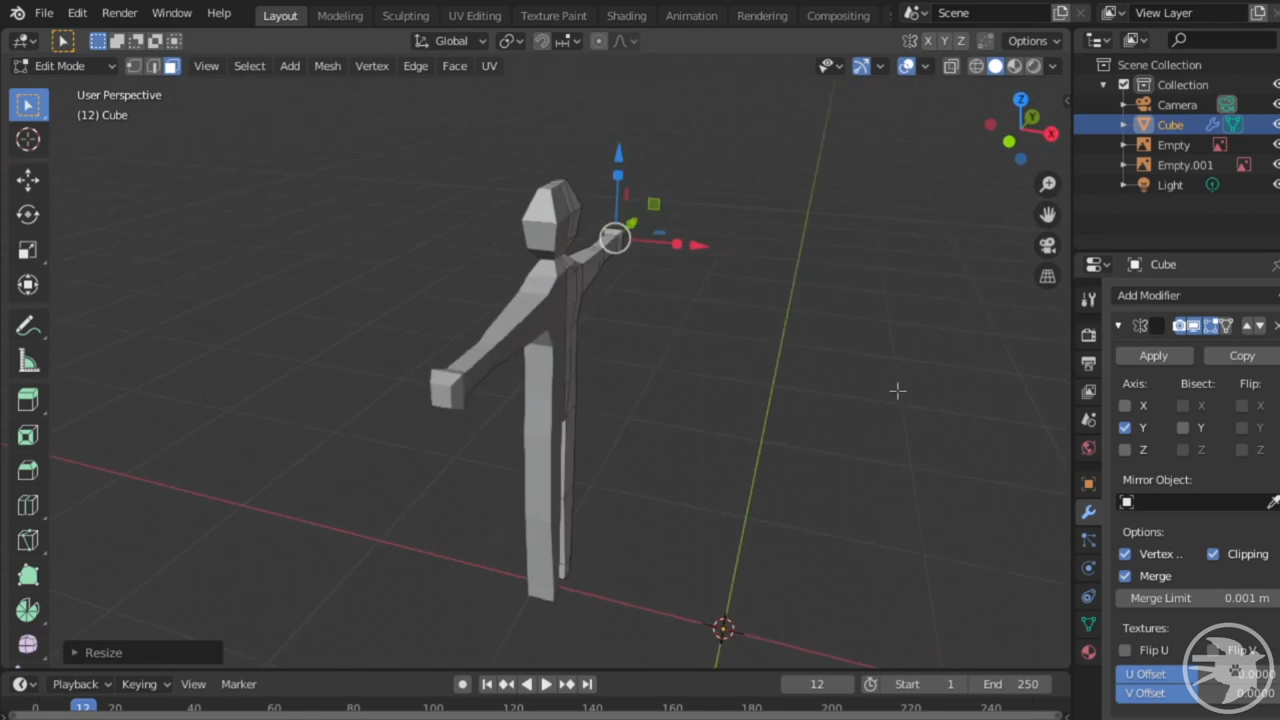 File Edit Render Window Help Layout Modeling Sculpting UV Editing Texture Paint Shading Animation Rendering Compositing Scene View Layer
Global X Y Z Options
Edit Mode View Select Add Mesh Vertex Edge Face UV
User Perspective
(12) Cube
Z
Y
X
Scene Collection
Collection
Camera
Cube
Empty
Empty.001
Light
Cube
Add Modifier
Apply Copy
Axis: Bisect: Flip:
X X X
Y Y Y
Z Z Z
Mirror Object:
Options:
Vertex .. Clipping
Merge
Merge Limit 0.001 m
Textures:
Flip U Flip V
U Offset 0.0000
V Offset 0.0000
Resize
Playback Keying View Marker 12 Start 1 End 250
0 12 20 40 60 80 100 120 140 160 180 200 220 240